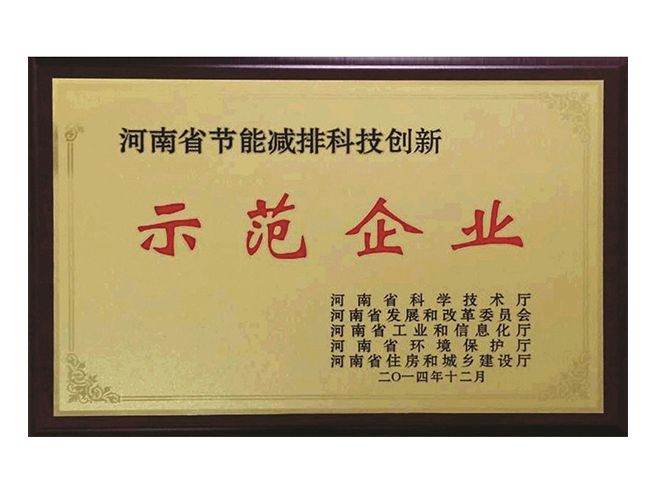 河南省节能减排科技创新
示范企业
河南省科学技术厅
河南省发展和改革委员会
河南省工业和信息化厅
河南省环境保护厅
河南省住房和城乡建设厅
二〇一四年十二月